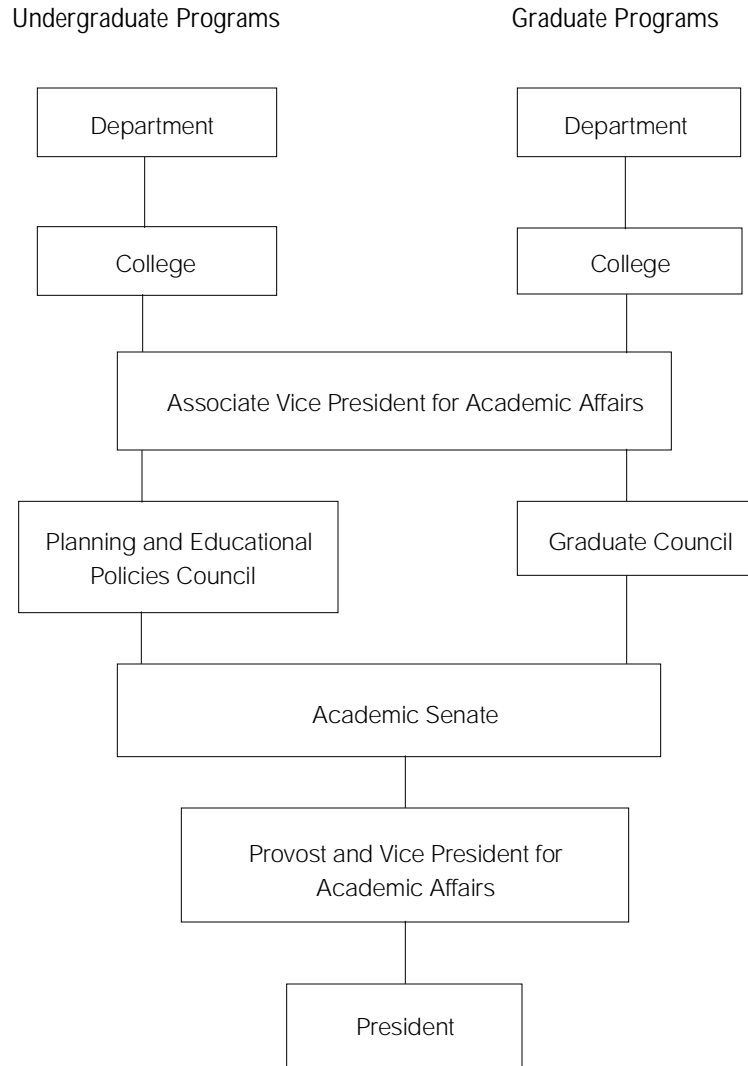 Undergraduate Programs
Graduate Programs
Department
Department
College
College
Associate Vice President for Academic Affairs
Planning and Educational
Policies Council
Graduate Council
Academic Senate
Provost and Vice President for
Academic Affairs
President